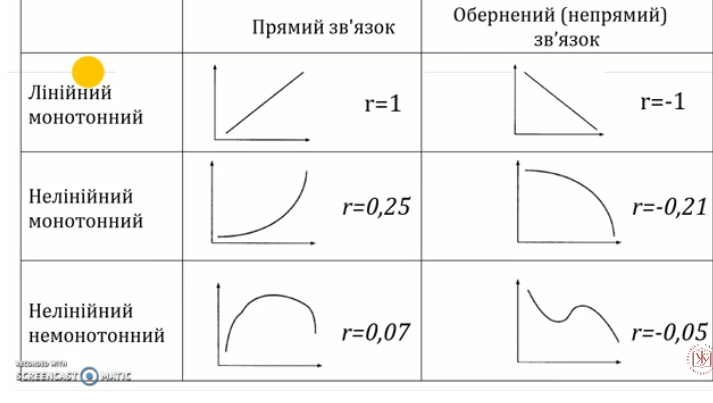 Прямий зв'язок
Обернений (непрямий)
зв’язок
Лінійний
монотонний
r=1
r=-1
Нелінійний
монотонний
r=0,25
r=-0,21
Нелінійний
немонотонний
r=0,07
r=-0,05
RECORDED WITH
SCREENCAST MATIC